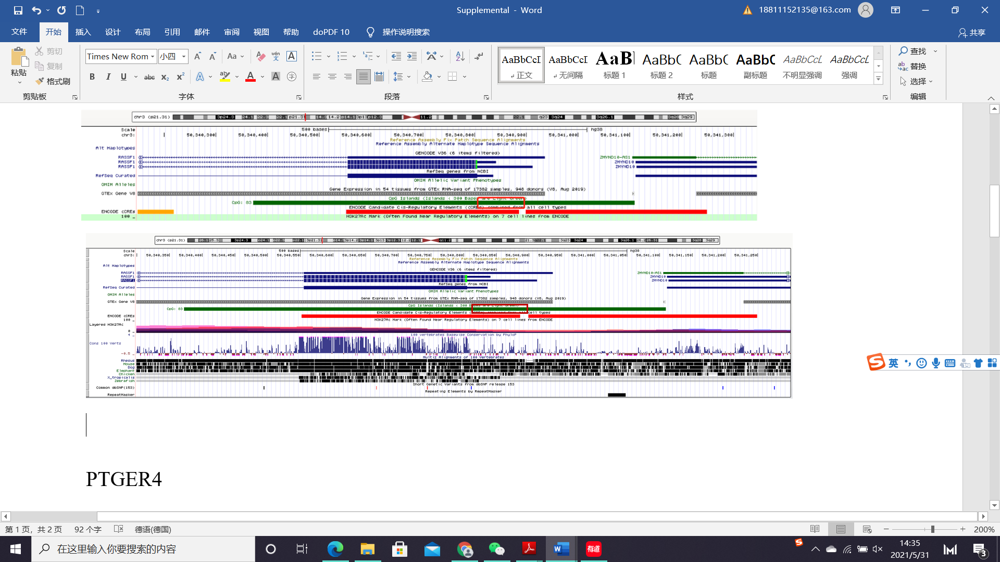 Supplemental - Word
18811152135@163.com
文件 开始 插入 设计 布局 引用 邮件 审阅 视图 帮助 doPDF 10 操作说明搜索 共享
粘贴 剪切 复制 格式刷
Times New Rom 小四
AaBbCcI AaBbCcI AaBl AaBbC AaBbC AaBbC AaBbCcL AaBbCcL
正文 无间隔 标题 1 标题 2 标题 副标题 不明显强调 强调
查找 替换 选择
剪贴板 字体 段落 样式 编辑
chr3 (p21.31) 3p24.3 24.1 22.3 22.1 p21.31 14.3 14.2 p14.1 3p13 p12.3 11.2 22.1 q23 3q24 3q26.1 3q28 3q29
Scale 500 bases hg38
chr3: 50,340,300 50,340,400 50,340,500 50,340,600 50,340,700 50,340,800 50,340,900 50,341,000 50,341,100 50,341,200 50,341,300
Reference Assembly Fix Patch Sequence Alignments
Reference Assembly Alternate Haplotype Sequence Alignments
Alt Haplotypes
GENCODE V36 (6 items filtered)
RASSF1 ZMYND10-AS1
RASSF1 ZMYND10
RASSF1 ZMYND10
RefSeq genes from NCBI
RefSeq Curated
OMIM Allelic Variant Phenotypes
OMIM Alleles
Gene Expression in 54 tissues from GTEx RNA-seq of 17382 samples, 948 donors (V8, Aug 2019)
GTEx Gene V8
CpG Islands (Islands < 300 Bases are Light Green)
CpG: 83
ENCODE Candidate Cis-Regulatory Elements (cCREs) combined from all cell types
ENCODE cCREs
H3K27Ac Mark (Often Found Near Regulatory Elements) on 7 cell lines from ENCODE
100 _
chr3 (p21.31) 26.1 25.3 3p24.3 p24.1 p22.3 p22.1 3p21.31 p14.3 3p14.2 3p14.1 3p13 3p12.3 12.2 12.1 q11.2 21.3 q22.1 3q23 3q24 3q26.1 26.2 26.31 3q28 3q29
Scale 500 bases hg38
chr3: 50,340,350 50,340,400 50,340,450 50,340,500 50,340,550 50,340,600 50,340,650 50,340,700 50,340,750 50,340,800 50,340,850 50,340,900 50,340,950 50,341,000 50,341,050 50,341,100 50,341,150 50,341,200 50,341,250
Reference Assembly Fix Patch Sequence Alignments
Reference Assembly Alternate Haplotype Sequence Alignments
Alt Haplotypes
GENCODE V36 (6 items filtered)
RASSF1 ZMYND10-AS1
RASSF1 ZMYND10
RASSF1 ZMYND10
RefSeq genes from NCBI
RefSeq Curated
OMIM Allelic Variant Phenotypes
OMIM Alleles
Gene Expression in 54 tissues from GTEx RNA-seq of 17382 samples, 948 donors (V8, Aug 2019)
GTEx Gene V8
CpG Islands (Islands < 300 Bases are Light Green)
CpG: 83
ENCODE Candidate Cis-Regulatory Elements (cCREs) combined from all cell types
ENCODE cCREs
H3K27Ac Mark (Often Found Near Regulatory Elements) on 7 cell lines from ENCODE
100 _
Layered H3K27Ac
0 _
100 vertebrates Basewise Conservation by PhyloP
4 _
Cons 100 Verts
-0.5 _
Multiz Alignments of 100 Vertebrates
Rhesus
Mouse
Dog
Elephant
Chicken
X_tropicalis
Zebrafish
Short Genetic Variants from dbSNP release 153
Common dbSNP(153)
Repeating Elements by RepeatMasker
RepeatMasker
英
PTGER4
第 1 页，共 2 页 92 个字 德语(德国) 200%
在这里输入你要搜索的内容
有道
14:35
2021/5/31
3